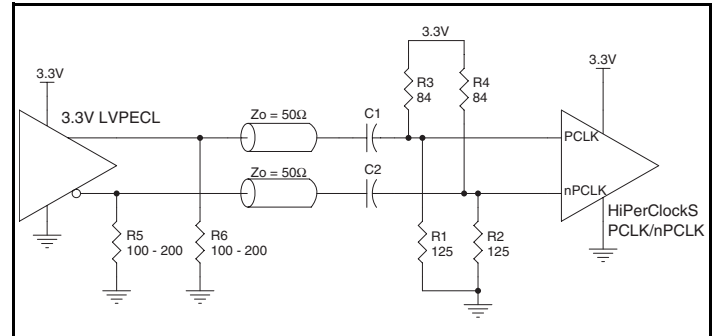 3.3V
3.3V
3.3V
R3
84
R4
84
3.3V LVPECL
Zo = 50Ω
C1
PCLK
Zo = 50Ω
C2
nPCLK
HiPerClockS
PCLK/nPCLK
R5
100 - 200
R6
100 - 200
R1
125
R2
125